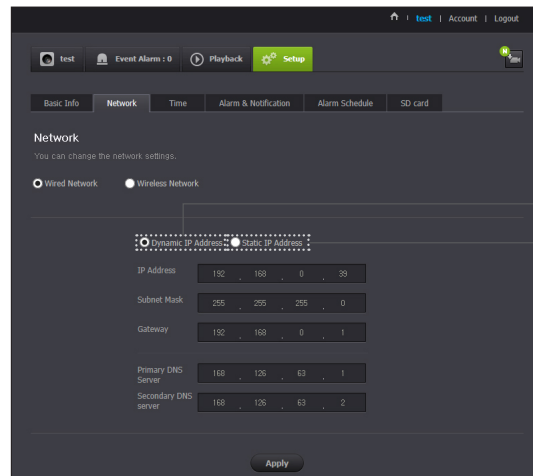 test | Account | Logout
test Event Alarm : 0 Playback Setup N
Basic Info Network Time Alarm & Notification Alarm Schedule SD card
Network
You can change the network settings.
Wired Network Wireless Network
Dynamic IP Address Static IP Address
IP Address 192 . 168 . 0 . 39
Subnet Mask 255 . 255 . 255 . 0
Gateway 192 . 168 . 0 . 1
Primary DNS
Server 168 . 126 . 63 . 1
Secondary DNS
server 168 . 126 . 63 . 2
Apply